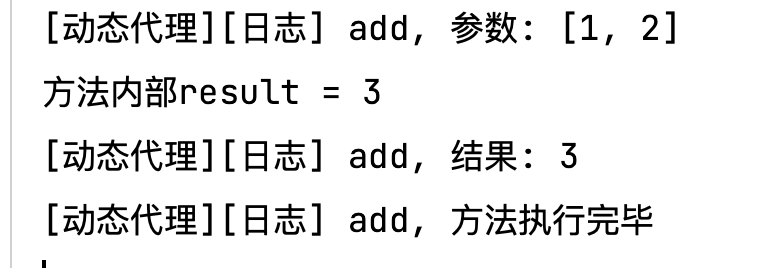 [动态代理][日志] add, 参数: [1, 2]
方法内部result = 3
[动态代理][日志] add, 结果: 3
[动态代理][日志] add, 方法执行完毕